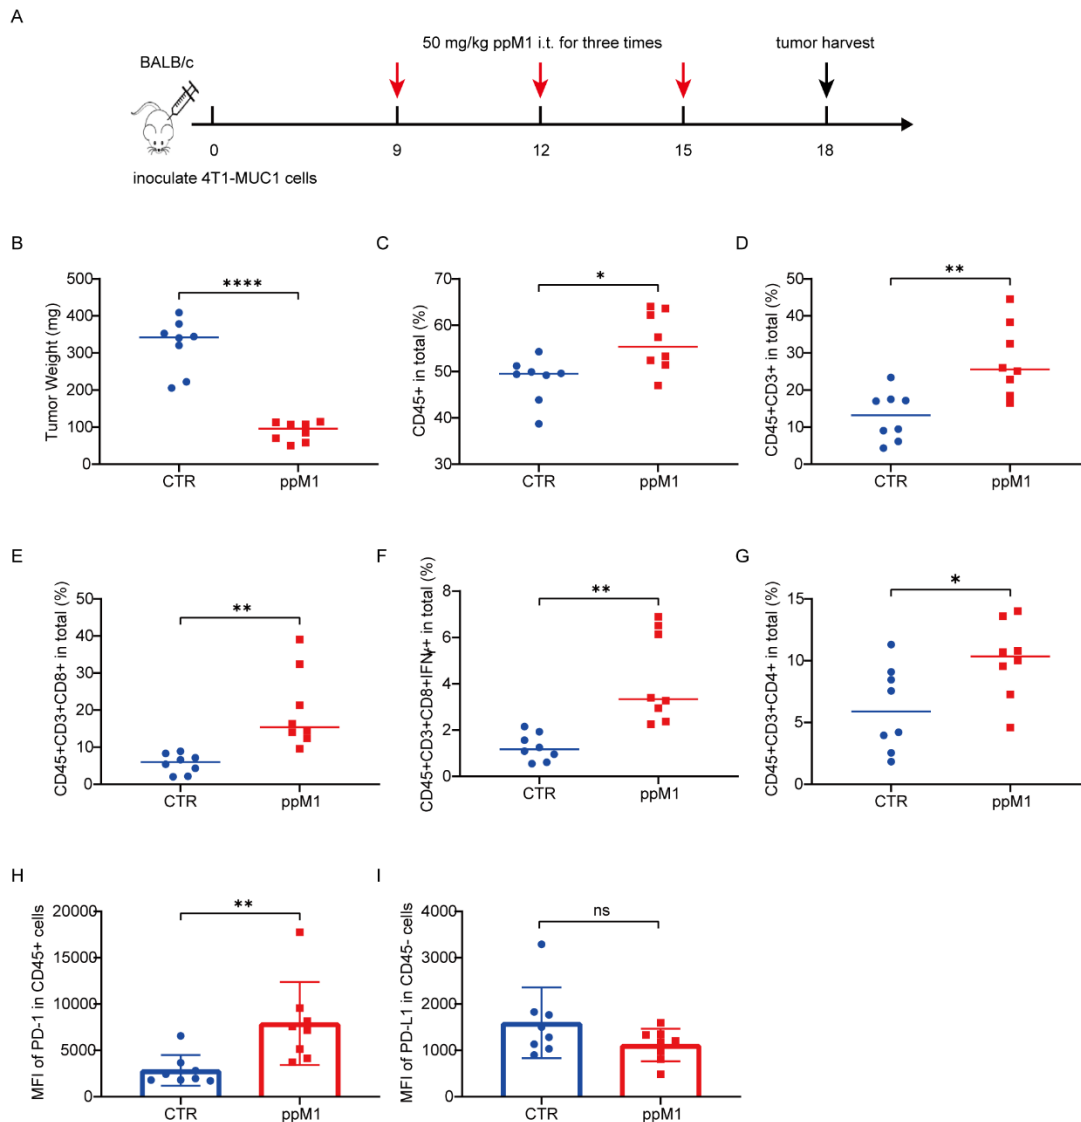 A
50 mg/kg ppM1 i.t. for three times
tumor harvest
BALB/c
0
9
12
15
18
inoculate 4T1-MUC1 cells
B
Tumor Weight (mg)
500
400
300
200
100
0
****
CTR
ppM1
C
CD45+ in total (%)
70
60
50
40
30
*
CTR
ppM1
D
CD45+CD3+ in total (%)
50
40
30
20
10
0
**
CTR
ppM1
E
CD45+CD3+CD8+ in total (%)
50
40
30
20
10
0
**
CTR
ppM1
F
CD45+CD3+CD8+IFNγ+ in total (%)
8
6
4
2
0
**
CTR
ppM1
G
CD45+CD3+CD4+ in total (%)
15
10
5
0
*
CTR
ppM1
H
MFI of PD-1 in CD45+ cells
20000
15000
10000
5000
0
**
CTR
ppM1
I
MFI of PD-L1 in CD45- cells
4000
3000
2000
1000
0
ns
CTR
ppM1